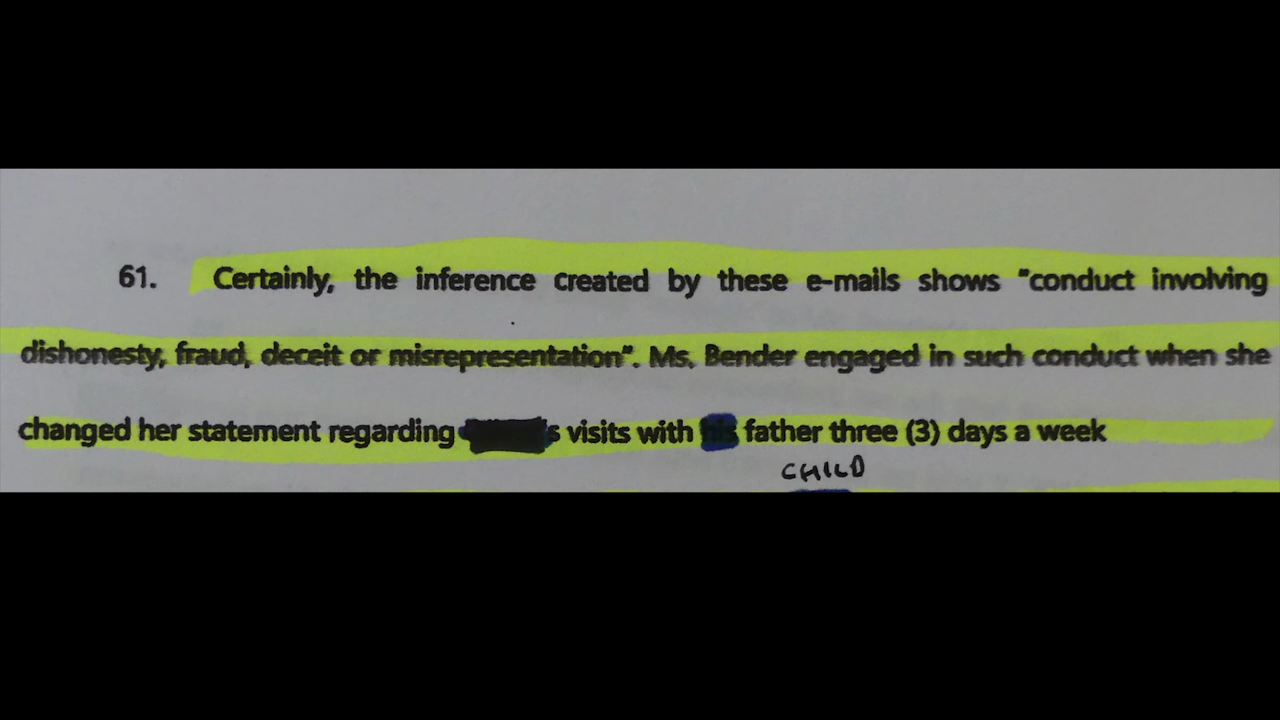 61. Certainly, the inference created by these e-mails shows "conduct involving
dishonesty, fraud, deceit or misrepresentation". Ms. Bender engaged in such conduct when she
changed her statement regarding s visits with father three (3) days a week
CHILD